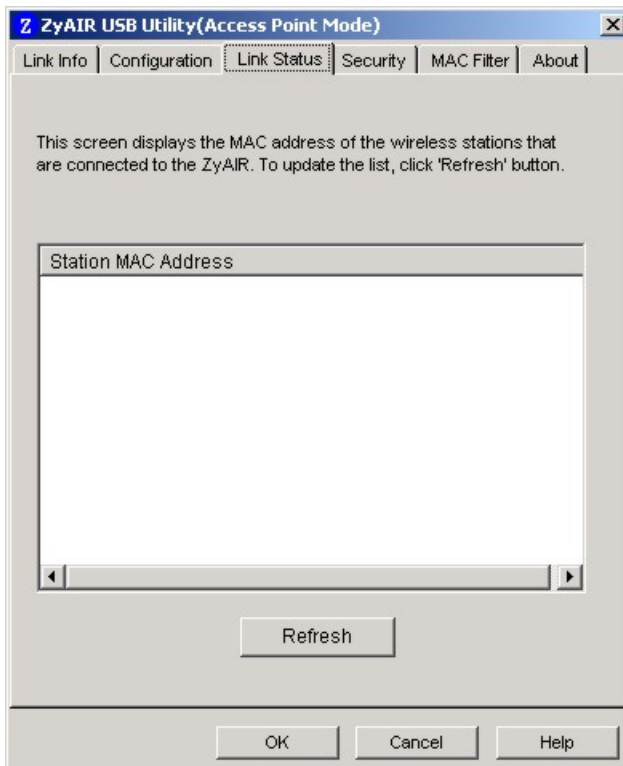 Z ZyAIR USB Utility(Access Point Mode)
Link Info Configuration Link Status Security MAC Filter About
This screen displays the MAC address of the wireless stations that
are connected to the ZyAIR. To update the list, click 'Refresh' button.
Station MAC Address
Refresh
OK Cancel Help